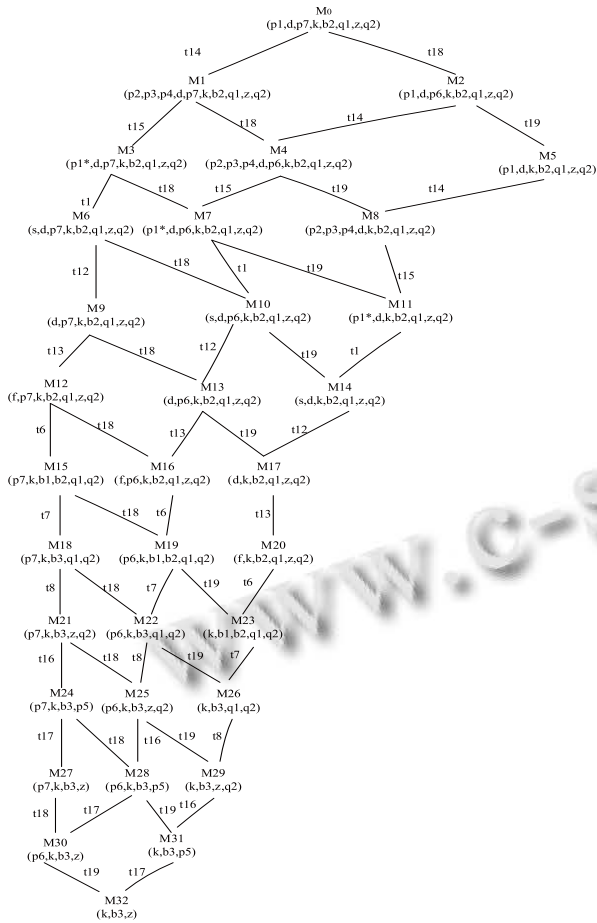 M0
(p1,d,p7,k,b2,q1,z,q2)
t14 t18
M1 M2
(p2,p3,p4,d,p7,k,b2,q1,z,q2) (p1,d,p6,k,b2,q1,z,q2)
t15 t18 t14 t19
M3 M4 M5
(p1*,d,p7,k,b2,q1,z,q2) (p2,p3,p4,d,p6,k,b2,q1,z,q2) (p1,d,k,b2,q1,z,q2)
t1 t18 t15 t19 t14
M6 M7 M8
(s,d,p7,k,b2,q1,z,q2) (p1*,d,p6,k,b2,q1,z,q2) (p2,p3,p4,d,k,b2,q1,z,q2)
t12 t18 t1 t19 t15
M9 M10 M11
(d,p7,k,b2,q1,z,q2) (s,d,p6,k,b2,q1,z,q2) (p1*,d,k,b2,q1,z,q2)
t13 t18 t12 t19 t1
M12 M13 M14
(f,p7,k,b2,q1,z,q2) (d,p6,k,b2,q1,z,q2) (s,d,k,b2,q1,z,q2)
t6 t18 t13 t19 t12
M15 M16 M17
(p7,k,b1,b2,q1,q2) (f,p6,k,b2,q1,z,q2) (d,k,b2,q1,z,q2)
t7 t18 t6 t13
M18 M19 M20
(p7,k,b3,q1,q2) (p6,k,b1,b2,q1,q2) (f,k,b2,q1,z,q2)
t8 t18 t7 t19 t6
M21 M22 M23
(p7,k,b3,z,q2) (p6,k,b3,q1,q2) (k,b1,b2,q1,q2)
t16 t18 t8 t19 t7
M24 M25 M26
(p7,k,b3,p5) (p6,k,b3,z,q2) (k,b3,q1,q2)
t17 t18 t16 t19 t8
M27 M28 M29
(p7,k,b3,z) (p6,k,b3,p5) (k,b3,z,q2)
t18 t17 t19 t16
M30 M31
(p6,k,b3,z) (k,b3,p5)
t19 t17
M32
(k,b3,z)
www.c-s